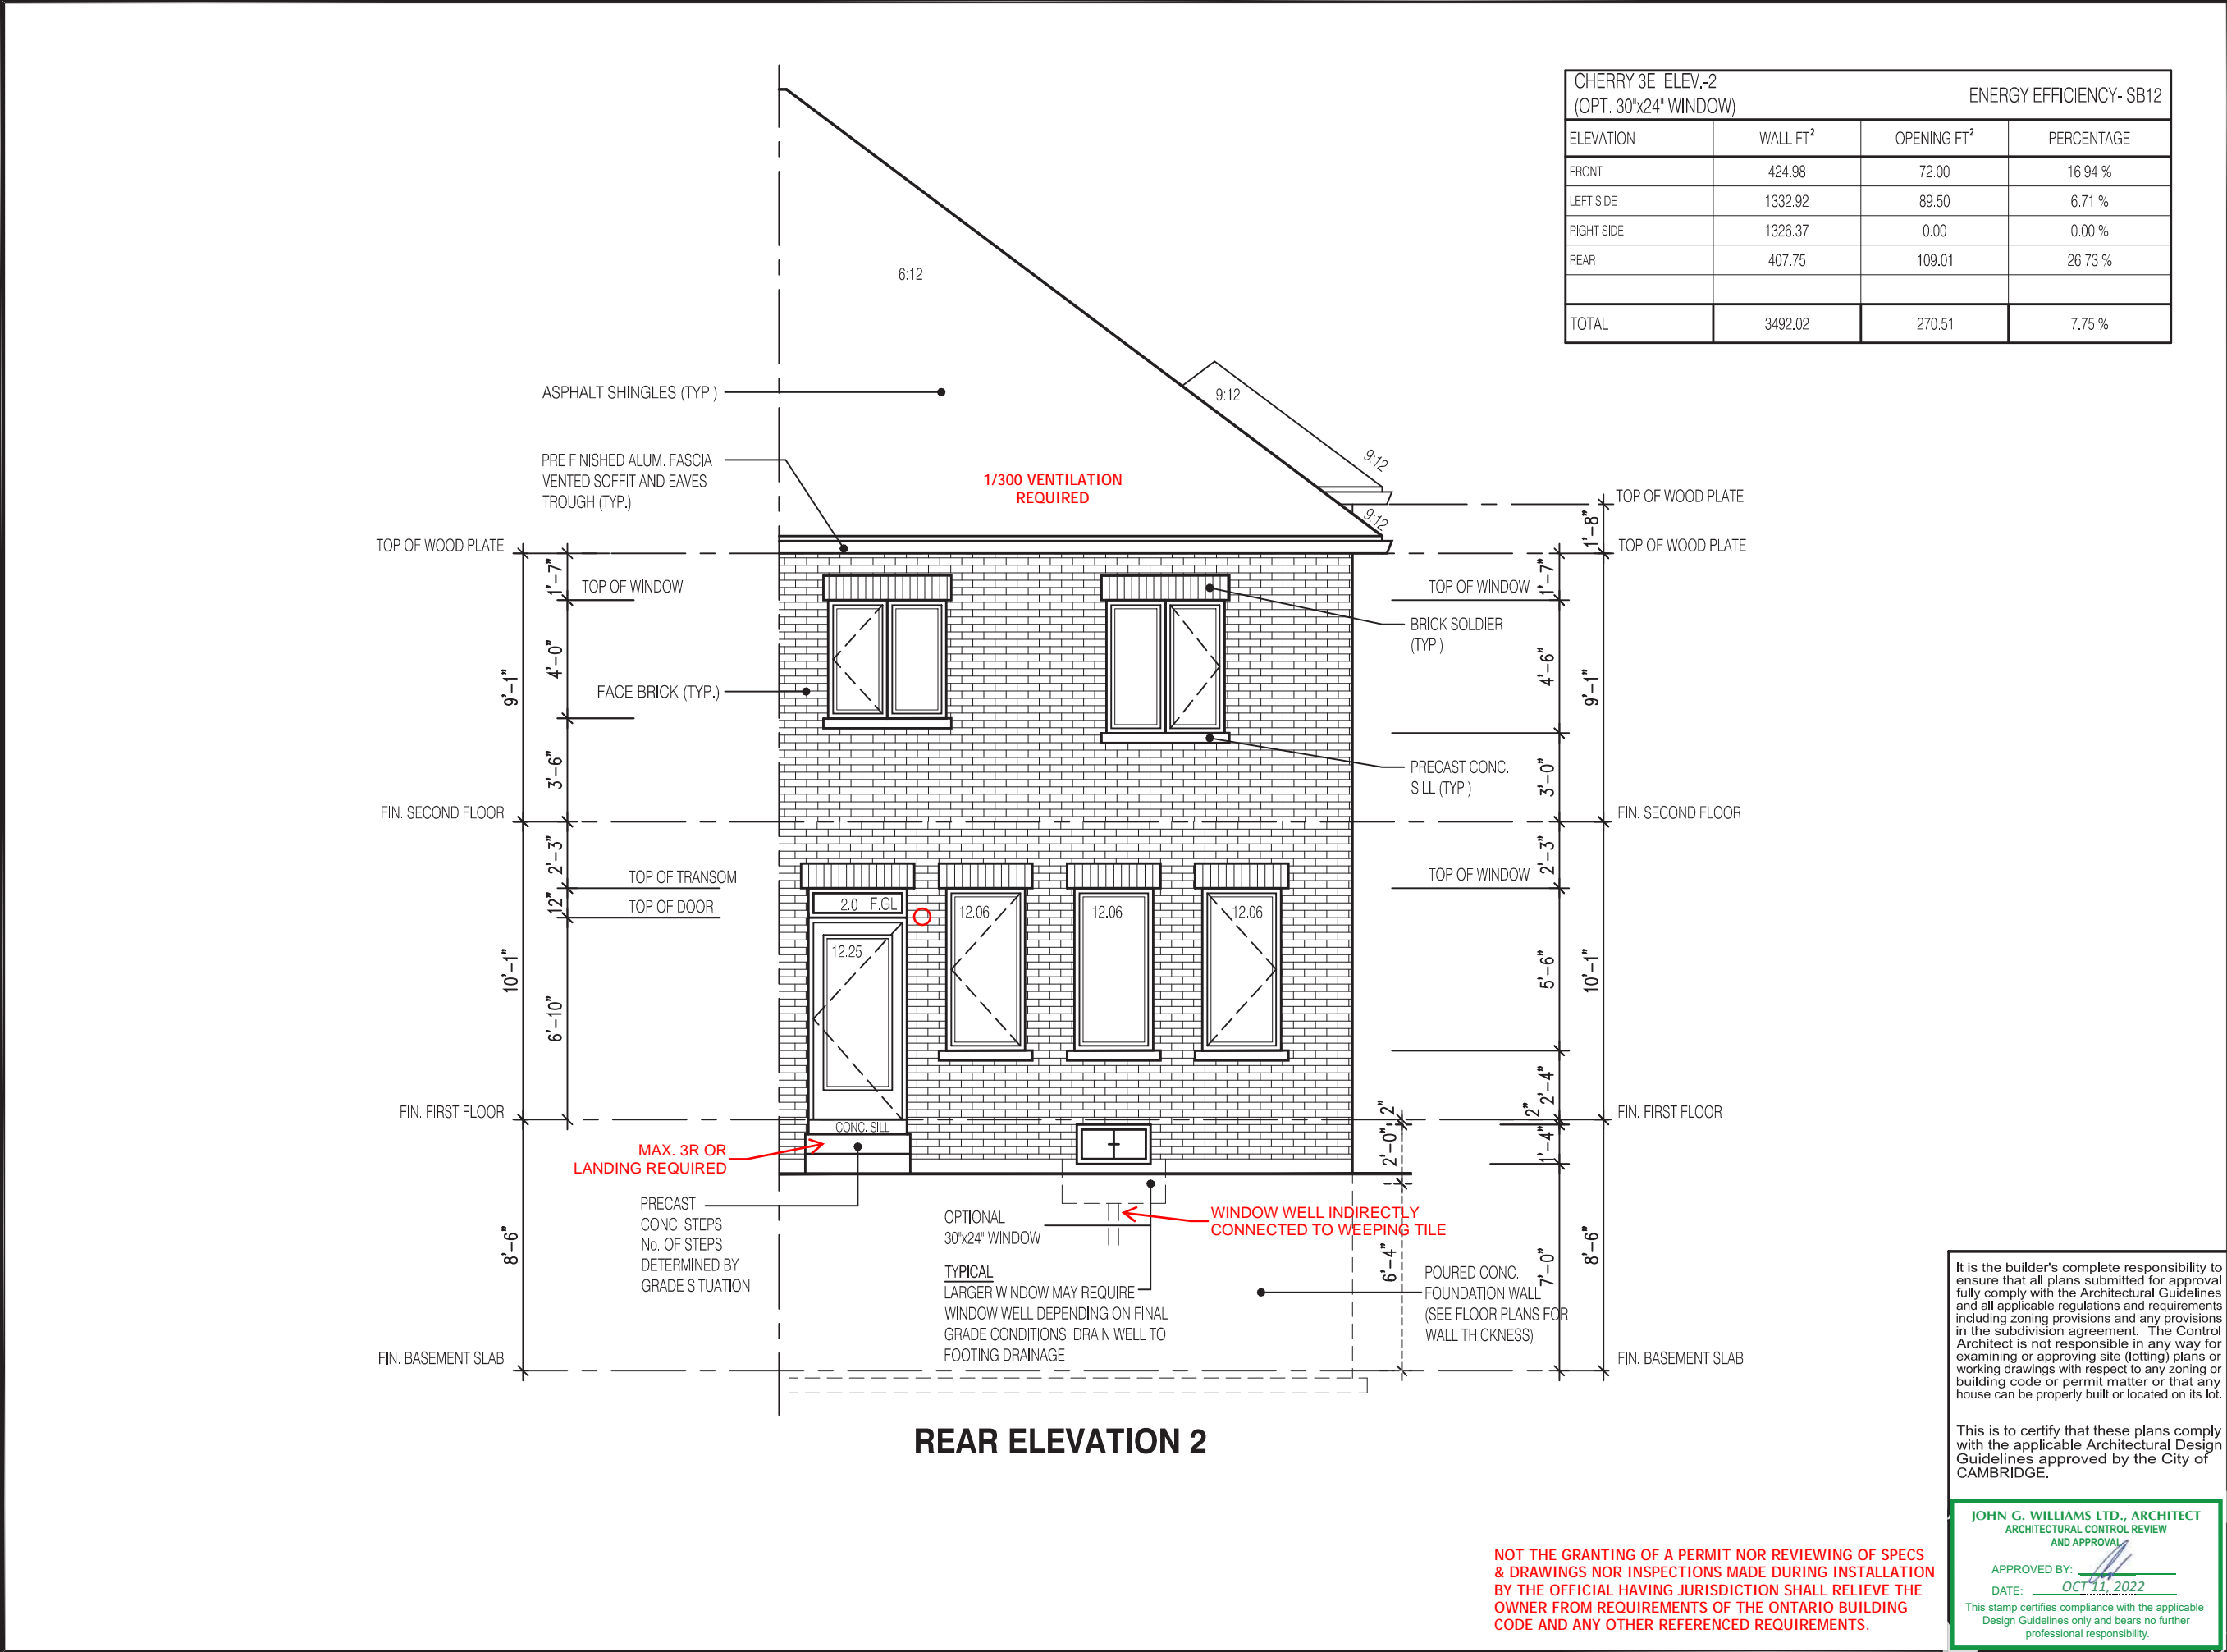 CHERRY 3E ELEV.-2
(OPT. 30"x24" WINDOW)
ENERGY EFFICIENCY- SB12
ELEVATION WALL FT² OPENING FT² PERCENTAGE
FRONT 424.98 72.00 16.94 %
LEFT SIDE 1332.92 89.50 6.71 %
RIGHT SIDE 1326.37 0.00 0.00 %
REAR 407.75 109.01 26.73 %
TOTAL 3492.02 270.51 7.75 %
6:12
9:12
9:12
9:12
ASPHALT SHINGLES (TYP.)
PRE FINISHED ALUM. FASCIA
VENTED SOFFIT AND EAVES
TROUGH (TYP.)
1/300 VENTILATION
REQUIRED
TOP OF WOOD PLATE
TOP OF WINDOW
FACE BRICK (TYP.)
FIN. SECOND FLOOR
TOP OF TRANSOM
TOP OF DOOR
FIN. FIRST FLOOR
FIN. BASEMENT SLAB
9'-1"
10'-1"
8'-6"
1'-7"
4'-0"
3'-6"
2'-3"
12"
6'-10"
2.0 F.GL.
12.25
12.06
12.06
12.06
CONC. SILL
MAX. 3R OR
LANDING REQUIRED
PRECAST
CONC. STEPS
No. OF STEPS
DETERMINED BY
GRADE SITUATION
OPTIONAL
30"x24" WINDOW
TYPICAL
LARGER WINDOW MAY REQUIRE
WINDOW WELL DEPENDING ON FINAL
GRADE CONDITIONS. DRAIN WELL TO
FOOTING DRAINAGE
WINDOW WELL INDIRECTLY
CONNECTED TO WEEPING TILE
POURED CONC.
FOUNDATION WALL
(SEE FLOOR PLANS FOR
WALL THICKNESS)
TOP OF WOOD PLATE
TOP OF WOOD PLATE
TOP OF WINDOW
BRICK SOLDIER
(TYP.)
PRECAST CONC.
SILL (TYP.)
FIN. SECOND FLOOR
TOP OF WINDOW
FIN. FIRST FLOOR
FIN. BASEMENT SLAB
1'-8"
9'-1"
10'-1"
8'-6"
1'-7"
4'-6"
3'-0"
2'-3"
5'-6"
2'-4"
2"
1'-4"
7'-0"
2"
2'-0"
6'-4"
REAR ELEVATION 2
It is the builder's complete responsibility to
ensure that all plans submitted for approval
fully comply with the Architectural Guidelines
and all applicable regulations and requirements
including zoning provisions and any provisions
in the subdivision agreement. The Control
Architect is not responsible in any way for
examining or approving site (lotting) plans or
working drawings with respect to any zoning or
building code or permit matter or that any
house can be properly built or located on its lot.
This is to certify that these plans comply
with the applicable Architectural Design
Guidelines approved by the City of
CAMBRIDGE.
JOHN G. WILLIAMS LTD., ARCHITECT
ARCHITECTURAL CONTROL REVIEW
AND APPROVAL
APPROVED BY:
DATE: OCT 11, 2022
This stamp certifies compliance with the applicable
Design Guidelines only and bears no further
professional responsibility.
NOT THE GRANTING OF A PERMIT NOR REVIEWING OF SPECS
& DRAWINGS NOR INSPECTIONS MADE DURING INSTALLATION
BY THE OFFICIAL HAVING JURISDICTION SHALL RELIEVE THE
OWNER FROM REQUIREMENTS OF THE ONTARIO BUILDING
CODE AND ANY OTHER REFERENCED REQUIREMENTS.